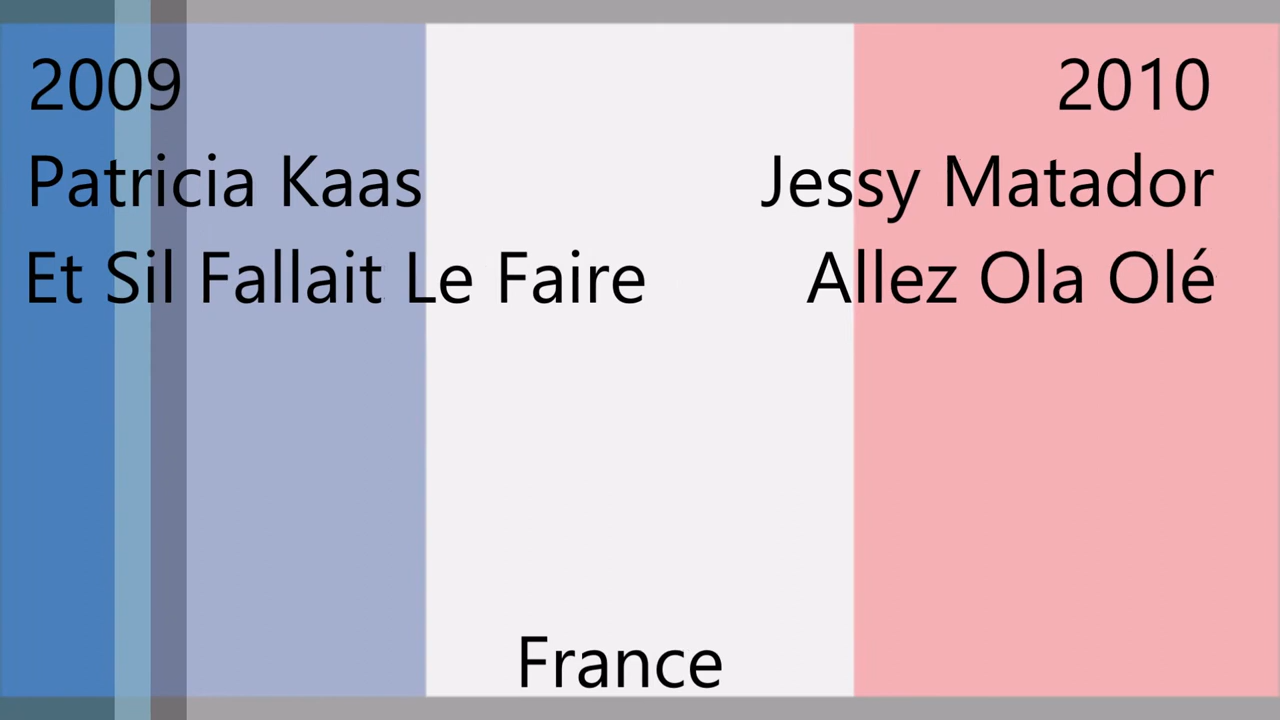 2009
Patricia Kaas
Et Sil Fallait Le Faire
2010
Jessy Matador
Allez Ola Olé
France